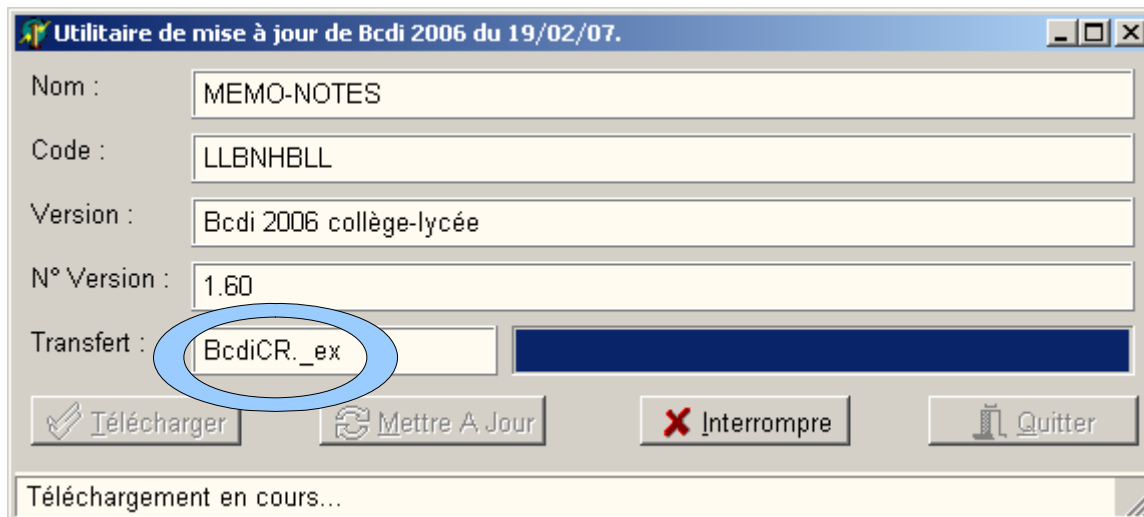 Utilitaire de mise à jour de Bcdi 2006 du 19/02/07.
Nom : MEMO-NOTES
Code : LLBNHBLL
Version : Bcdi 2006 collège-lycée
N° Version : 1.60
Transfert : BcdiCR._ex
Télécharger Mettre A Jour Interrompre Quitter
Téléchargement en cours...